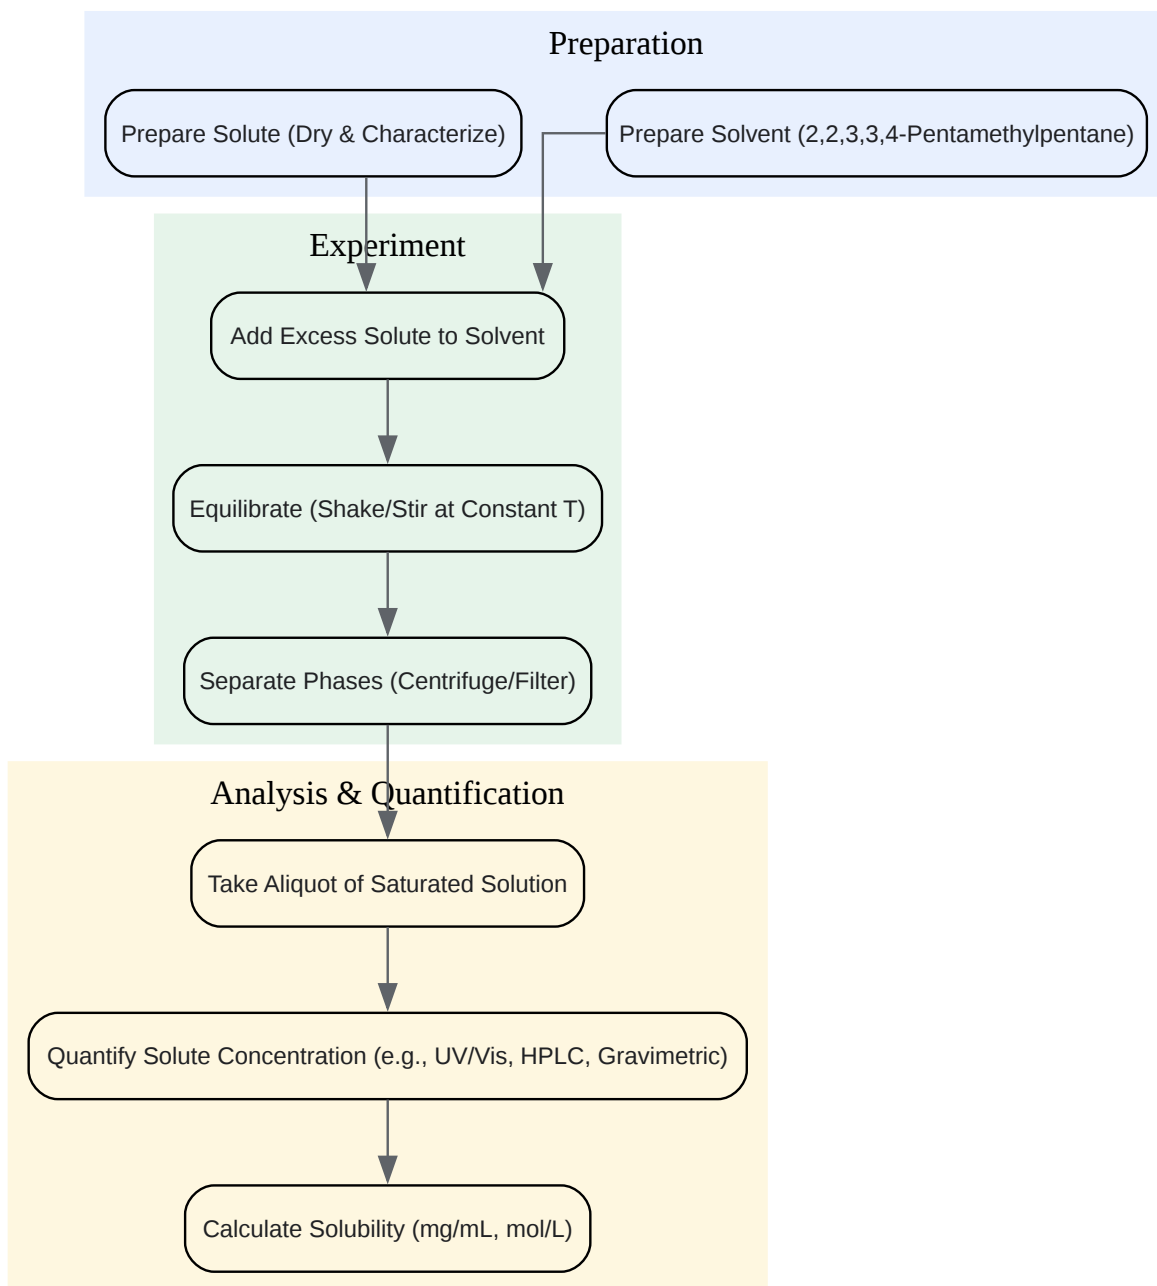 Preparation
Prepare Solute (Dry & Characterize)
Prepare Solvent (2,2,3,3,4-Pentamethylpentane)
Experiment
Add Excess Solute to Solvent
Equilibrate (Shake/Stir at Constant T)
Separate Phases (Centrifuge/Filter)
Analysis & Quantification
Take Aliquot of Saturated Solution
Quantify Solute Concentration (e.g., UV/Vis, HPLC, Gravimetric)
Calculate Solubility (mg/mL, mol/L)